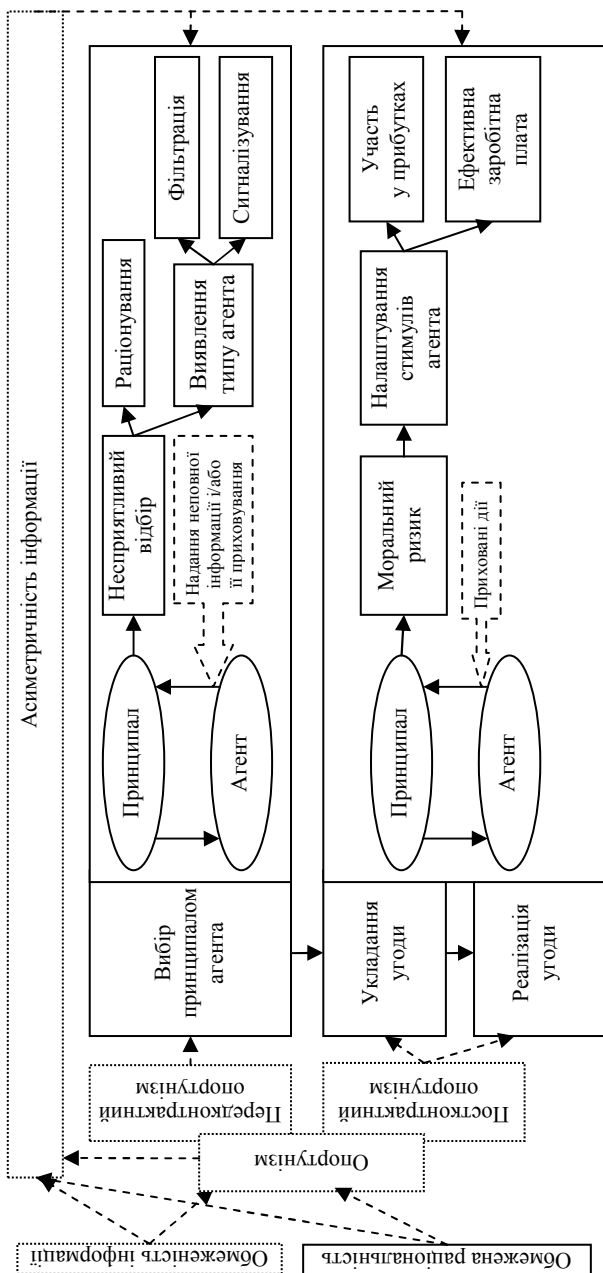 Асиметричність інформації
Обмеженість інформації
Обмежена раціональність
Опортунізм
Передконтрактний
опортунізм
Постконтрактний
опортунізм
Вибір
принципалом
агента
Принципал
Агент
Несприятливий
відбір
Надання неповної
інформації і/або
її приховування
Раціонування
Виявлення
типу агента
Фільтрація
Сигналізування
Укладання
угоди
Реалізація
угоди
Принципал
Агент
Моральний
ризик
Приховані дії
Налаштування
стимулів
агента
Участь
у прибутках
Ефективна
заробітна
плата